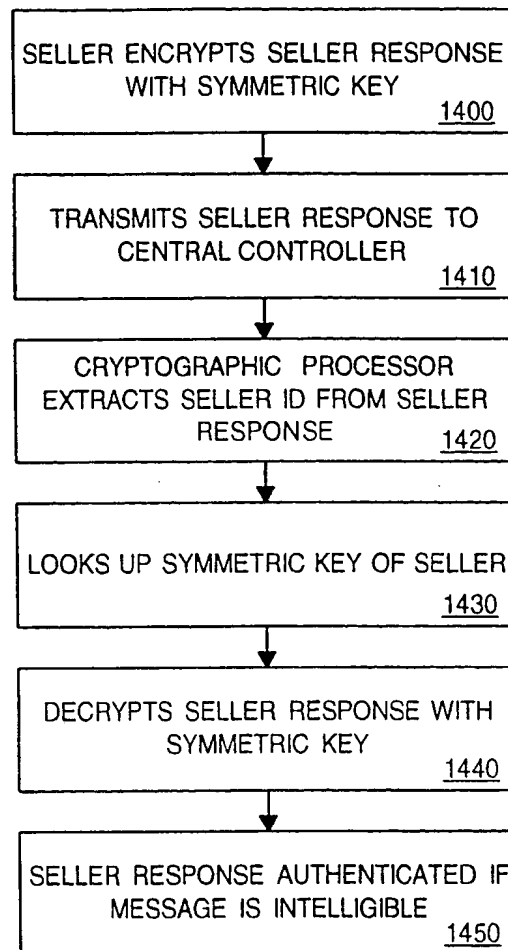 SELLER ENCRYPTS SELLER RESPONSE
WITH SYMMETRIC KEY
1400
TRANSMITS SELLER RESPONSE TO
CENTRAL CONTROLLER
1410
CRYPTOGRAPHIC PROCESSOR
EXTRACTS SELLER ID FROM SELLER
RESPONSE
1420
LOOKS UP SYMMETRIC KEY OF SELLER
1430
DECRYPTS SELLER RESPONSE WITH
SYMMETRIC KEY
1440
SELLER RESPONSE AUTHENTICATED IF
MESSAGE IS INTELLIGIBLE
1450